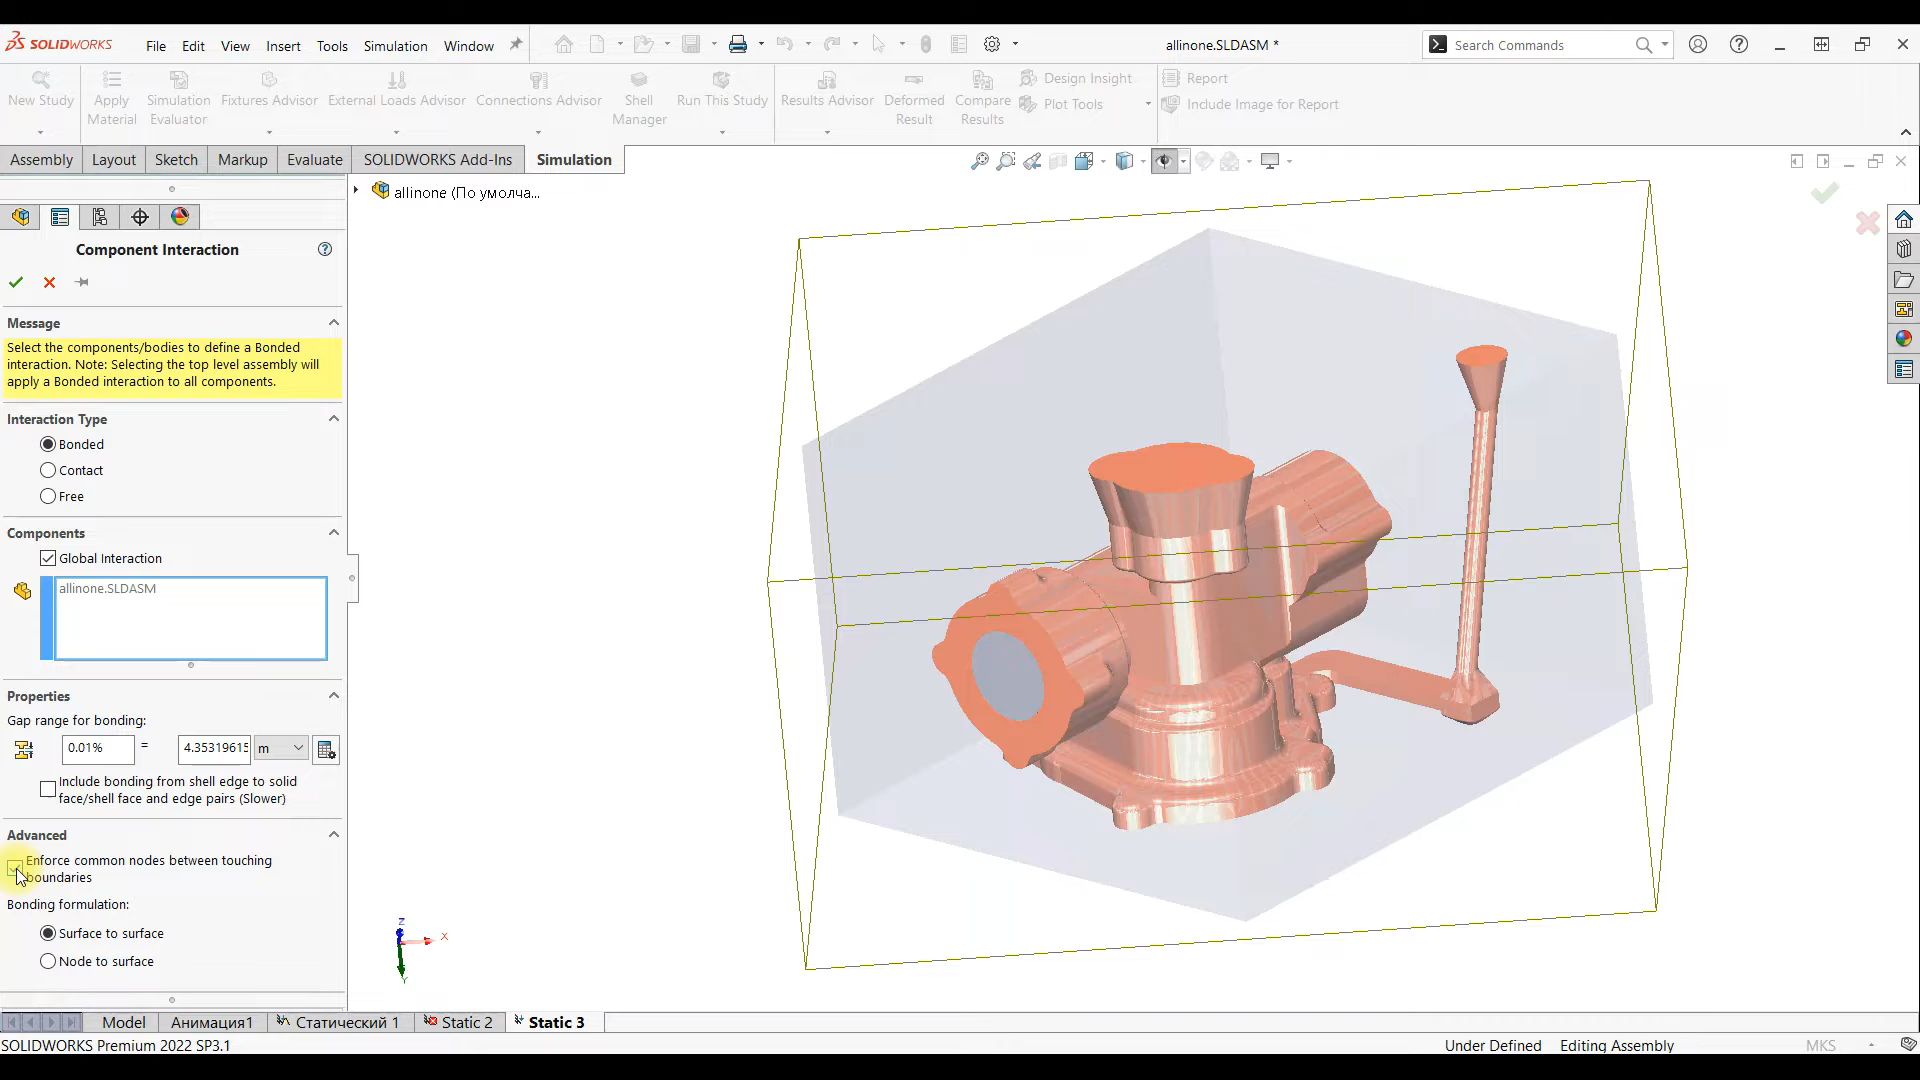 SOLIDWORKS
File Edit View Insert Tools Simulation Window
allinone.SLDASM *
Search Commands
New Study
Apply Material
Simulation Evaluator
Fixtures Advisor
External Loads Advisor
Connections Advisor
Shell Manager
Run This Study
Results Advisor
Deformed Result
Compare Results
Design Insight
Plot Tools
Report
Include Image for Report
Assembly Layout Sketch Markup Evaluate SOLIDWORKS Add-Ins Simulation
allinone (По умолча...
Component Interaction
Message
Select the components/bodies to define a Bonded
interaction. Note: Selecting the top level assembly will
apply a Bonded interaction to all components.
Interaction Type
Bonded
Contact
Free
Components
Global Interaction
allinone.SLDASM
Properties
Gap range for bonding:
0.01% = 4.35319615 m
Include bonding from shell edge to solid
face/shell face and edge pairs (Slower)
Advanced
Enforce common nodes between touching
boundaries
Bonding formulation:
Surface to surface
Node to surface
Z
X
Y
Model Анимация1 Статический 1 Static 2 Static 3
SOLIDWORKS Premium 2022 SP3.1
Under Defined Editing Assembly MKS